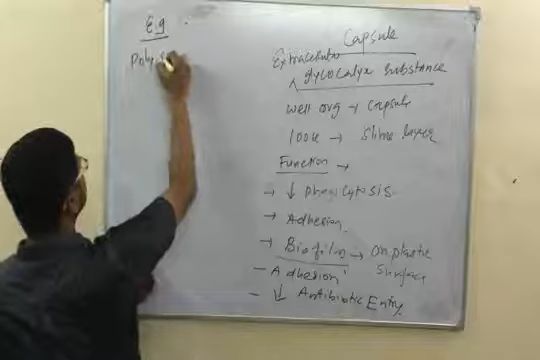 E.g
Poly
Capsule
Extracellular
glycocalyx substance
well org → Capsule
loose → Slime layer
Function →
→ ↓ Phagcytosis
→ Adhesion
→ Biofilm → on plastic
surface
- Adhesion
- ↓ Antibiotic Entry